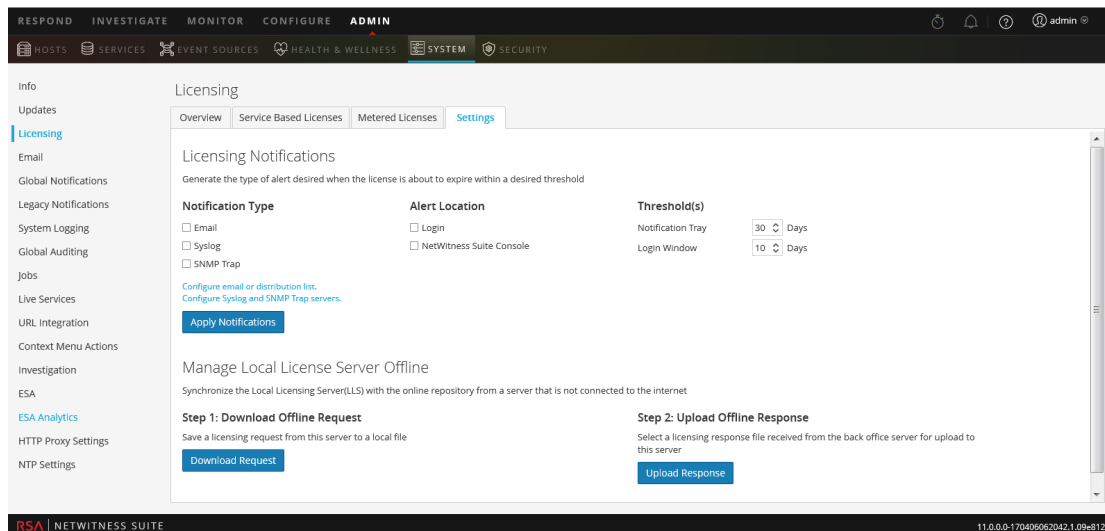 RESPOND INVESTIGATE MONITOR CONFIGURE ADMIN admin
HOSTS SERVICES EVENT SOURCES HEALTH & WELLNESS SYSTEM SECURITY
Info
Updates
Licensing
Email
Global Notifications
Legacy Notifications
System Logging
Global Auditing
Jobs
Live Services
URL Integration
Context Menu Actions
Investigation
ESA
ESA Analytics
HTTP Proxy Settings
NTP Settings
Licensing
Overview Service Based Licenses Metered Licenses Settings
Licensing Notifications
Generate the type of alert desired when the license is about to expire within a desired threshold
Notification Type Alert Location Threshold(s)
Email Login Notification Tray 30 Days
Syslog NetWitness Suite Console Login Window 10 Days
SNMP Trap
Configure email or distribution list.
Configure Syslog and SNMP Trap servers.
Apply Notifications
Manage Local License Server Offline
Synchronize the Local Licensing Server(LLS) with the online repository from a server that is not connected to the internet
Step 1: Download Offline Request
Save a licensing request from this server to a local file
Download Request
Step 2: Upload Offline Response
Select a licensing response file received from the back office server for upload to
this server
Upload Response
RSA NETWITNESS SUITE 11.0.0.0-170406062042.1.09e812